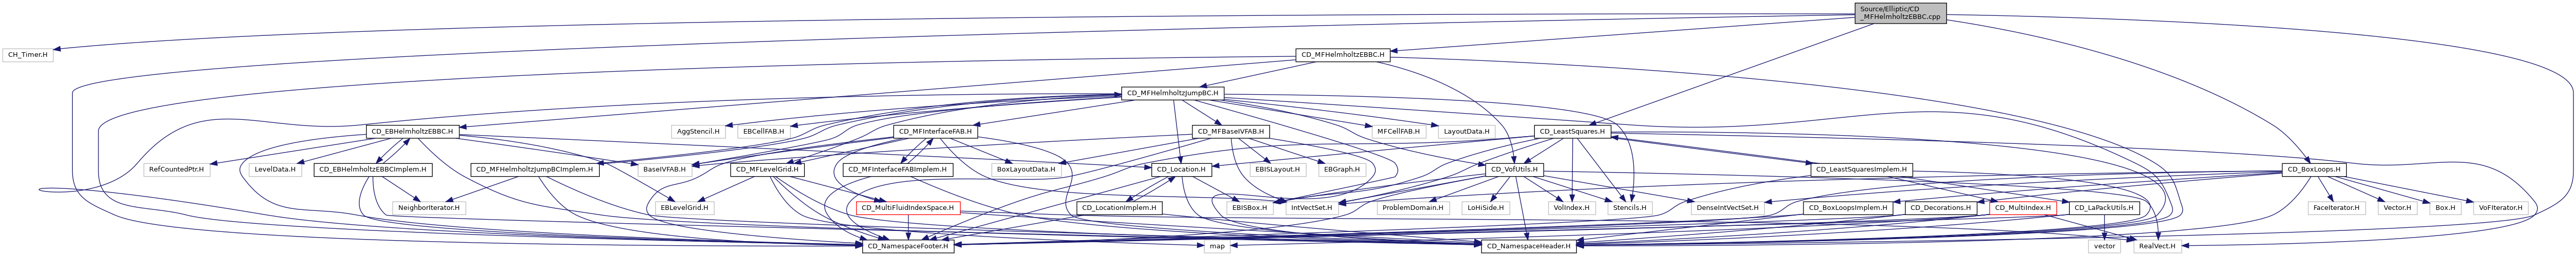 Source/Elliptic/CD
_MFHelmholtzEBBC.cpp
CH_Timer.H
CD_MFHelmholtzEBBC.H
CD_MFHelmholtzJumpBC.H
CD_EBHelmholtzEBBC.H
AggStencil.H
EBCellFAB.H
CD_MFInterfaceFAB.H
CD_MFBaseIVFAB.H
MFCellFAB.H
LayoutData.H
CD_LeastSquares.H
RefCountedPtr.H
LevelData.H
CD_EBHelmholtzEBBCImplem.H
CD_MFHelmholtzJumpBCImplem.H
BaseIVFAB.H
CD_MFLevelGrid.H
CD_MFInterfaceFABImplem.H
BoxLayoutData.H
CD_Location.H
EBISLayout.H
EBGraph.H
CD_VofUtils.H
CD_LeastSquaresImplem.H
CD_BoxLoops.H
NeighborIterator.H
EBLevelGrid.H
CD_MultiFluidIndexSpace.H
CD_LocationImplem.H
EBISBox.H
IntVectSet.H
ProblemDomain.H
LoHiSide.H
VolIndex.H
Stencils.H
DenseIntVectSet.H
CD_BoxLoopsImplem.H
CD_Decorations.H
CD_MultiIndex.H
CD_LaPackUtils.H
FaceIterator.H
Vector.H
Box.H
VoFIterator.H
CD_NamespaceFooter.H
map
CD_NamespaceHeader.H
vector
RealVect.H